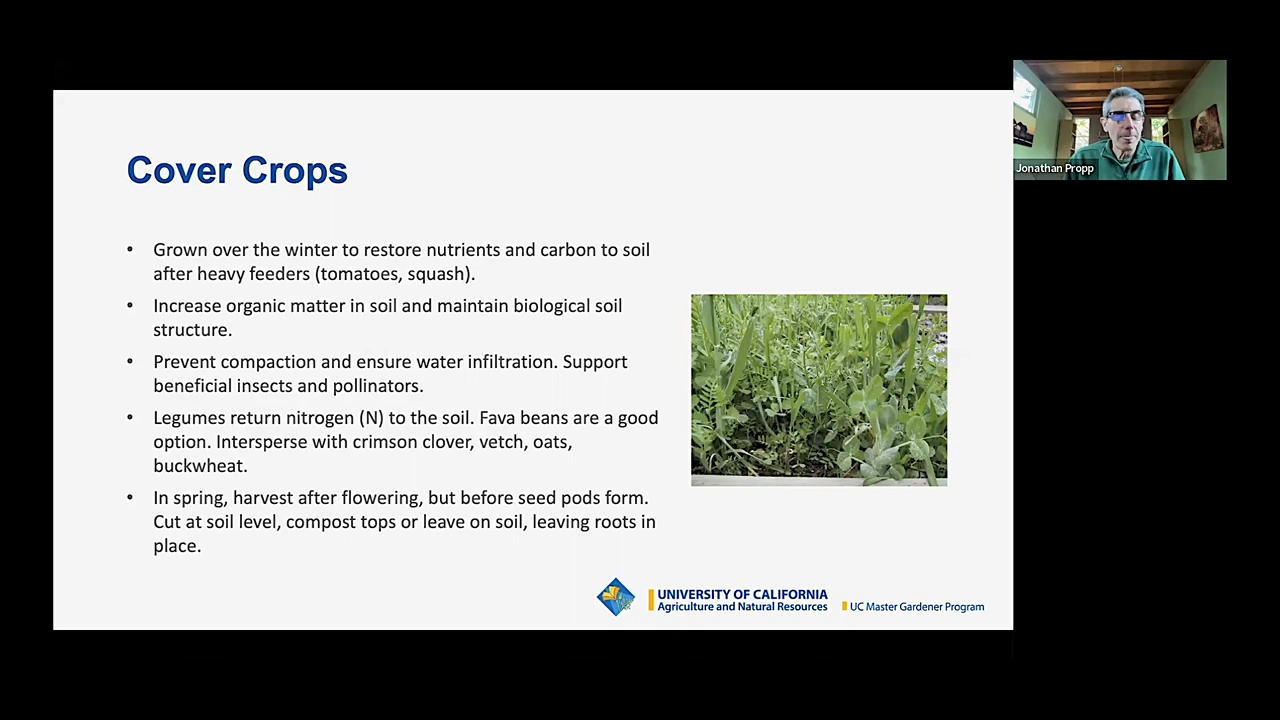 Cover Crops
• Grown over the winter to restore nutrients and carbon to soil
after heavy feeders (tomatoes, squash).
• Increase organic matter in soil and maintain biological soil
structure.
• Prevent compaction and ensure water infiltration. Support
beneficial insects and pollinators.
• Legumes return nitrogen (N) to the soil. Fava beans are a good
option. Intersperse with crimson clover, vetch, oats,
buckwheat.
• In spring, harvest after flowering, but before seed pods form.
Cut at soil level, compost tops or leave on soil, leaving roots in
place.
UNIVERSITY OF CALIFORNIA
Agriculture and Natural Resources
UC Master Gardener Program
Jonathan Propp